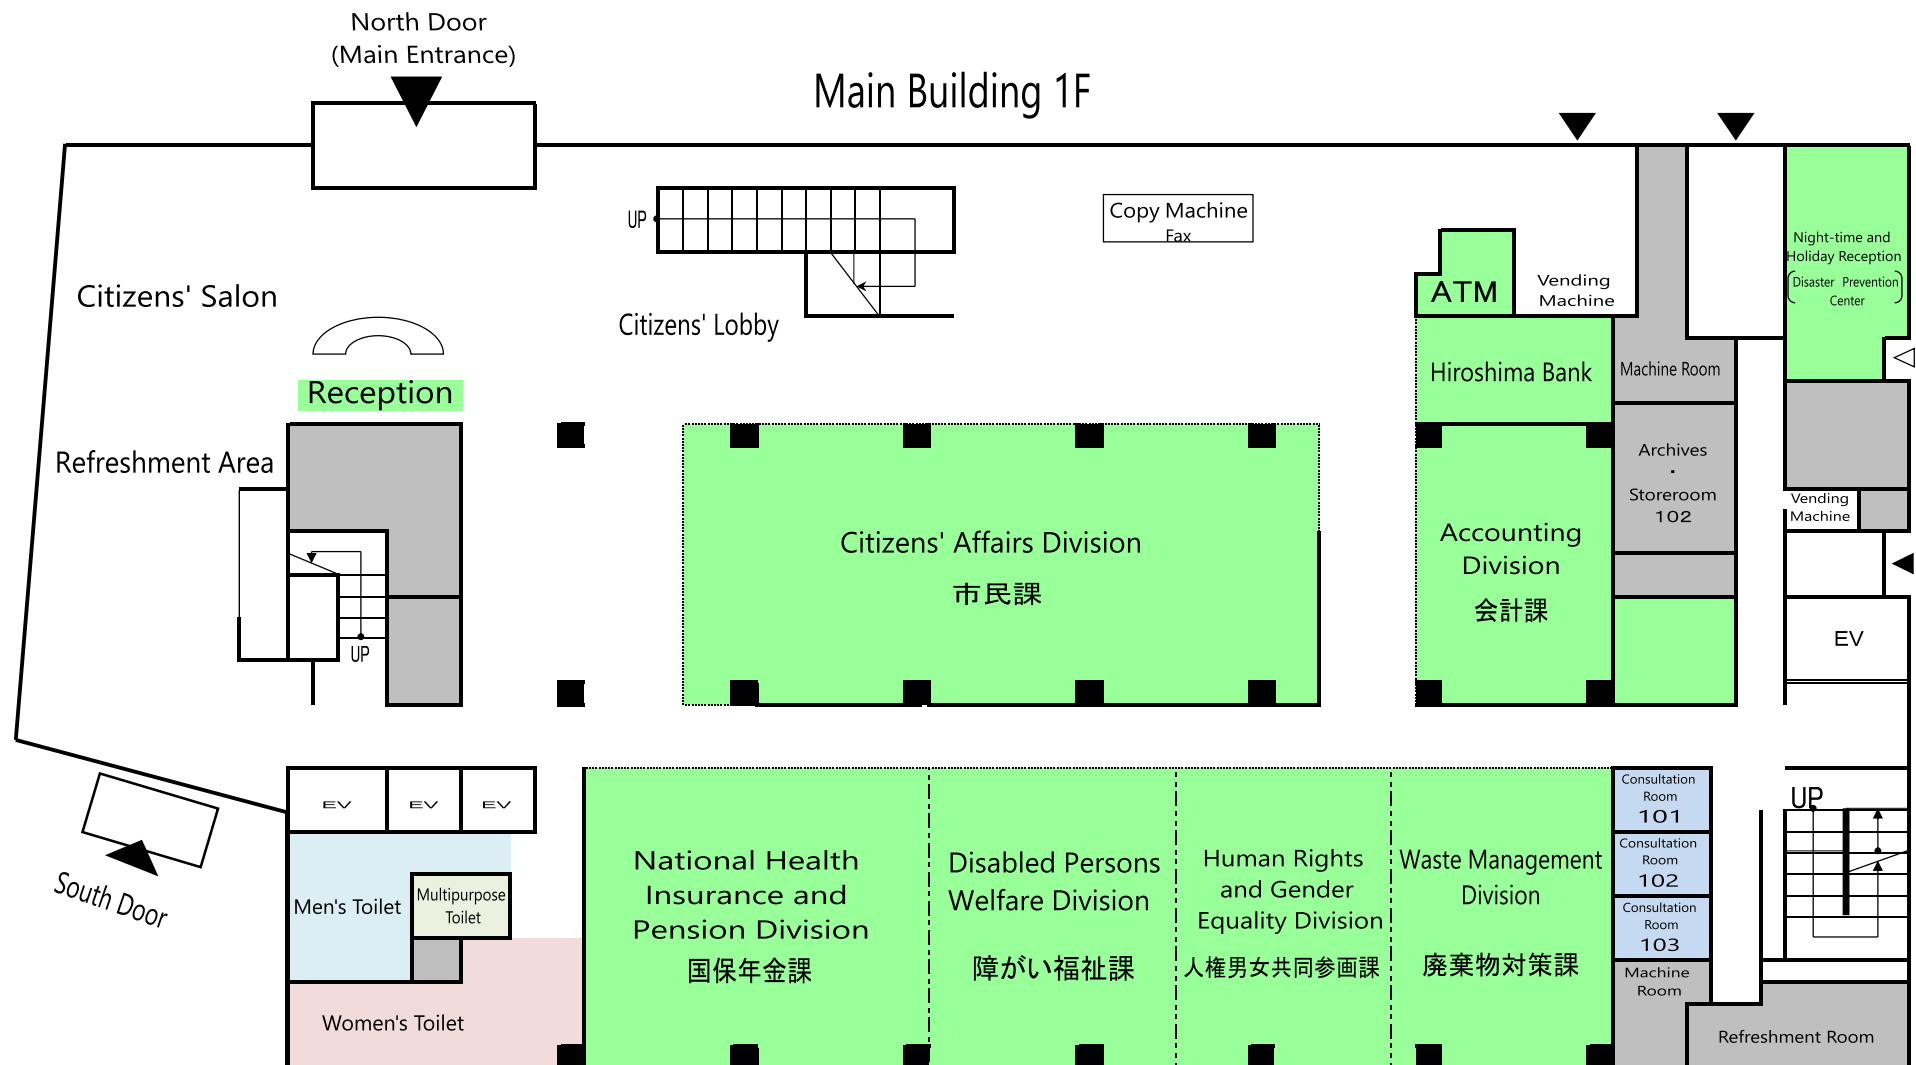 North Door
(Main Entrance)
Main Building 1F
UP
Copy Machine
Fax
Citizens' Salon
Citizens' Lobby
ATM
Vending
Machine
Night-time and
Holiday Reception
Disaster Prevention
Center
Reception
Hiroshima Bank
Machine Room
Refreshment Area
Archives
・
Storeroom
102
Vending
Machine
Citizens' Affairs Division
市民課
Accounting
Division
会計課
UP
EV
EV
EV
EV
South Door
Men's Toilet
Multipurpose
Toilet
Women's Toilet
National Health
Insurance and
Pension Division
国保年金課
Disabled Persons
Welfare Division
障がい福祉課
Human Rights
and Gender
Equality Division
人権男女共同参画課
Waste Management
Division
廃棄物対策課
Consultation
Room
101
Consultation
Room
102
Consultation
Room
103
UP
Machine
Room
Refreshment Room